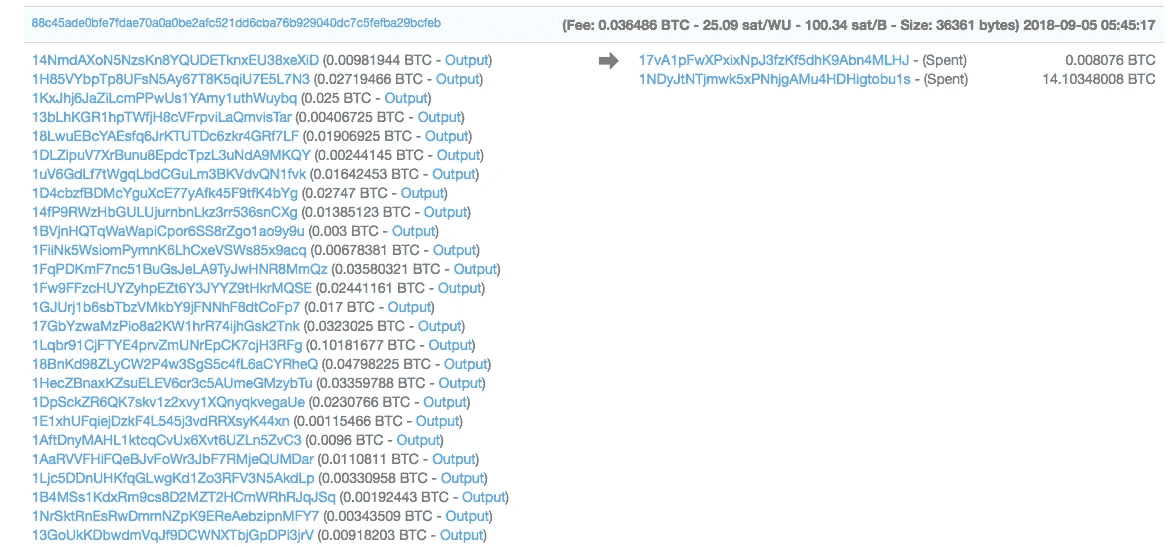 88c45ade0bfe7fdae70a0a0be2afc521dd6cba76b929040dc7c5fefba29bcfeb (Fee: 0.036486 BTC - 25.09 sat/WU - 100.34 sat/B - Size: 36361 bytes) 2018-09-05 05:45:17
14NmdAXoN5NzsKn8YQUDETknxEU38xeXiD (0.00981944 BTC - Output) 17vA1pFwXPxixNpJ3fzKf5dhK9Abn4MLHJ - (Spent) 0.008076 BTC
1H85VYbpTp8UFsN5Ay67T8K5qiU7E5L7N3 (0.02719466 BTC - Output) 1NDyJtNTjmwk5xPNhjgAMu4HDHigtobu1s - (Spent) 14.10348008 BTC
1KxJhj6JaZiLcmPPwUs1YAmy1uthWuybq (0.025 BTC - Output)
13bLhKGR1hpTWfjH8cVFrpviLaQmvisTar (0.00406725 BTC - Output)
18LwuEBcYAEsfq6JrKTUTDc6zkr4GRf7LF (0.01906925 BTC - Output)
1DLZipuV7XrBunu8EpdcTpzL3uNdA9MKQY (0.00244145 BTC - Output)
1uV6GdLf7tWgqLbdCGuLm3BKVdvQN1fvk (0.01642453 BTC - Output)
1D4cbzfBDMcYguXcE77yAfk45F9tfK4bYg (0.02747 BTC - Output)
14fP9RWzHbGULUjurnbnLkz3rr536snCXg (0.01385123 BTC - Output)
1BVjnHQTqWaWapiCpor6SS8rZgo1ao9y9u (0.003 BTC - Output)
1FiiNk5WsiomPymnK6LhCxeVSWs85x9acq (0.00678381 BTC - Output)
1FqPDKmF7nc51BuGsJeLA9TyJwHNR8MmQz (0.03580321 BTC - Output)
1Fw9FFzcHUYZyhpEZt6Y3JYYZ9tHkrMQSE (0.02441161 BTC - Output)
1GJUrj1b6sbTbzVMkbY9jFNNhF8dtCoFp7 (0.017 BTC - Output)
17GbYzwaMzPio8a2KW1hrR74ijhGsk2Tnk (0.0323025 BTC - Output)
1Lqbr91CjFTYE4prvZmUNrEpCK7cjH3RFg (0.10181677 BTC - Output)
18BnKd98ZLyCW2P4w3SgS5c4fL6aCYRheQ (0.04798225 BTC - Output)
1HecZBnaxKZsuELEV6cr3c5AUmeGMzybTu (0.03359788 BTC - Output)
1DpSckZR6QK7skv1z2xvy1XQnyqkvegaUe (0.0230766 BTC - Output)
1E1xhUFqiejDzkF4L545j3vdRRXsyK44xn (0.00115466 BTC - Output)
1AftDnyMAHL1ktcqCvUx6Xvt6UZLn5ZvC3 (0.0096 BTC - Output)
1AaRVVFHiFQeBJvFoWr3JbF7RMjeQUMDar (0.0110811 BTC - Output)
1Ljc5DDnUHKfqGLwgKd1Zo3RFV3N5AkdLp (0.00330958 BTC - Output)
1B4MSs1KdxRm9cs8D2MZT2HCmWRhRJqJSq (0.00192443 BTC - Output)
1NrSktRnEsRwDmmNZpK9EReAebzipnMFY7 (0.00343509 BTC - Output)
13GoUkKDbwdmVqJf9DCWNXTbjGpDPi3jrV (0.00918203 BTC - Output)